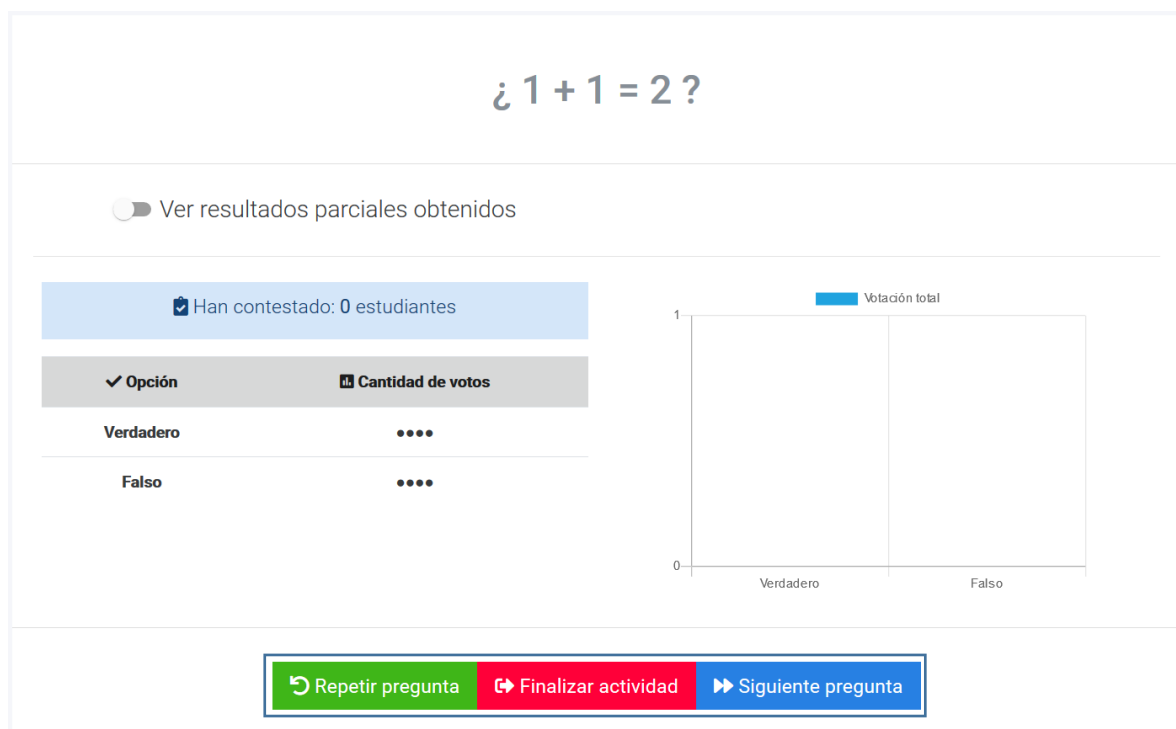 ¿ 1 + 1 = 2 ?
Ver resultados parciales obtenidos
Han contestado: 0 estudiantes
Opción Cantidad de votos
Verdadero ••••
Falso ••••
Votación total
1
0
Verdadero Falso
Repetir pregunta Finalizar actividad Siguiente pregunta